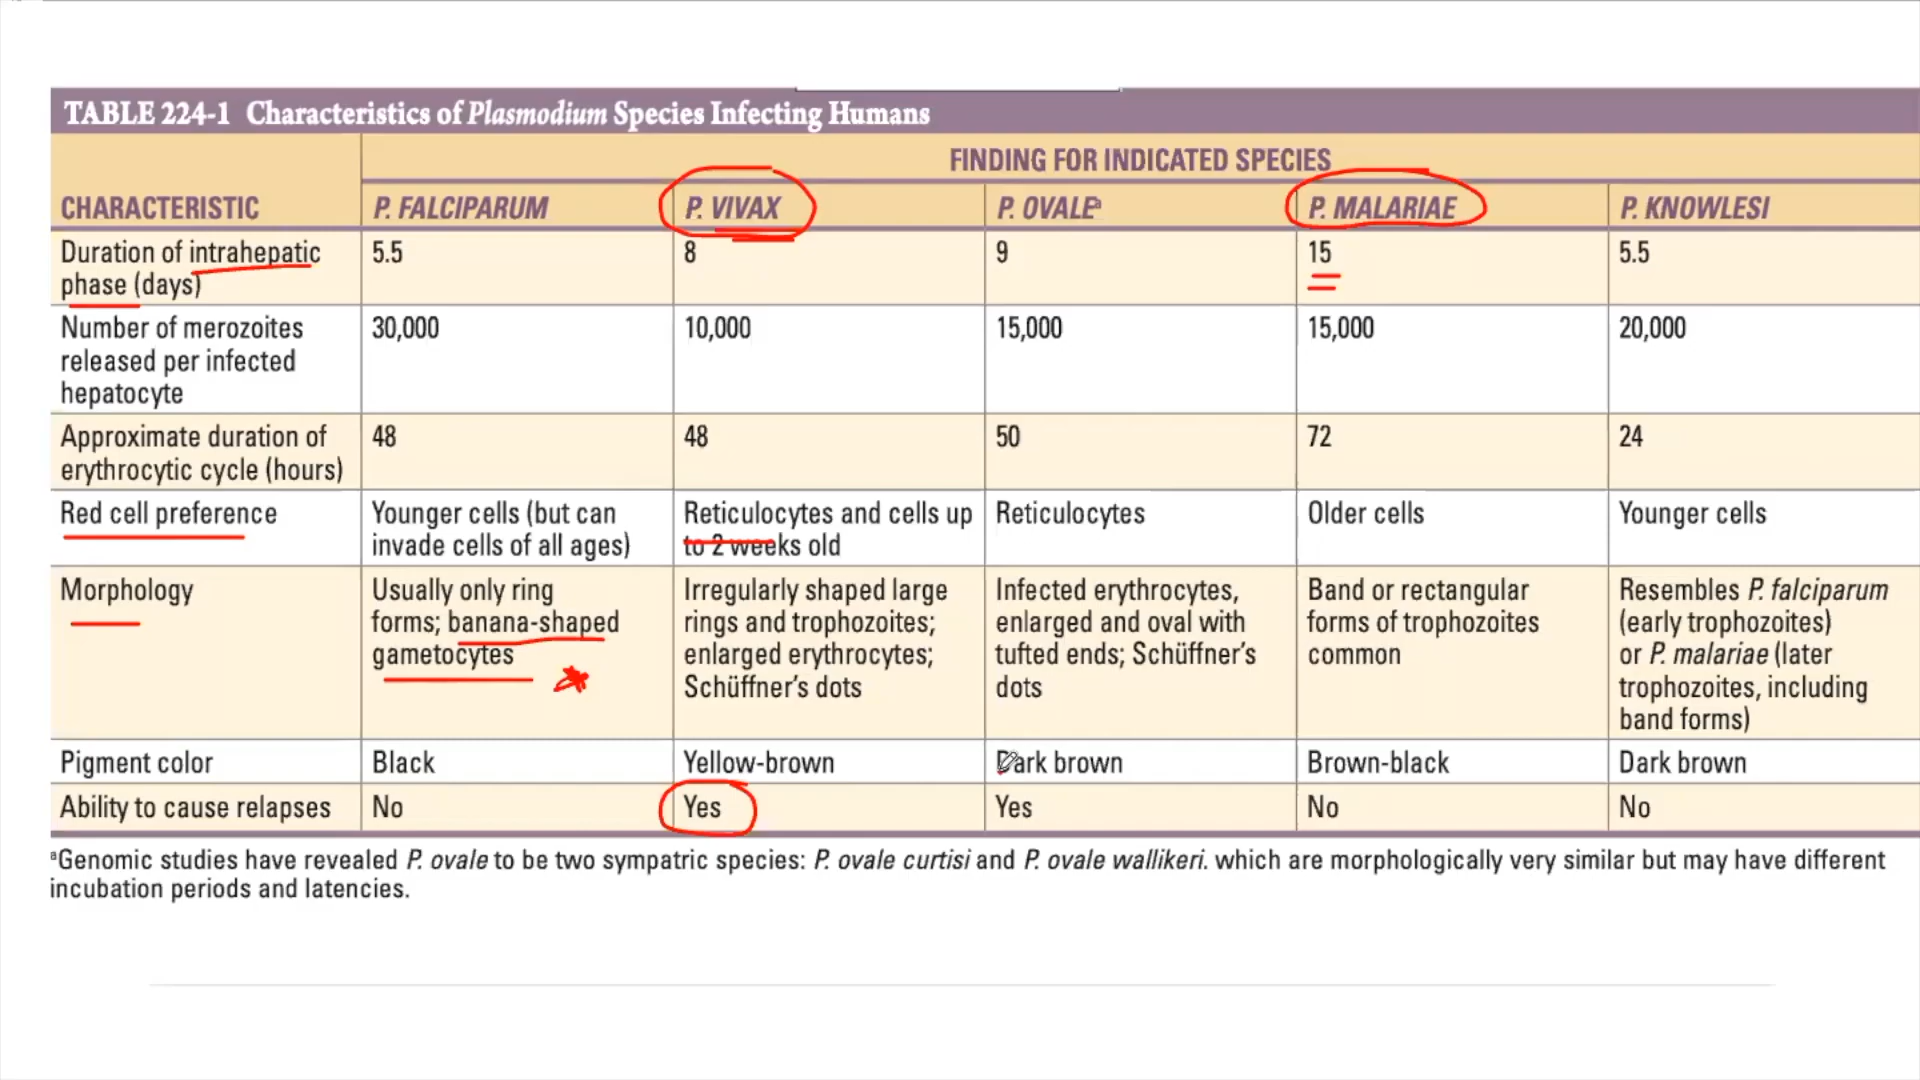 TABLE 224-1 Characteristics of Plasmodium Species Infecting Humans
FINDING FOR INDICATED SPECIES
CHARACTERISTIC P. FALCIPARUM P. VIVAX P. OVALEª P. MALARIAE P. KNOWLESI
Duration of intrahepatic phase (days) 5.5 8 9 15 5.5
Number of merozoites released per infected hepatocyte 30,000 10,000 15,000 15,000 20,000
Approximate duration of erythrocytic cycle (hours) 48 48 50 72 24
Red cell preference Younger cells (but can invade cells of all ages) Reticulocytes and cells up to 2 weeks old Reticulocytes Older cells Younger cells
Morphology Usually only ring forms; banana-shaped gametocytes Irregularly shaped large rings and trophozoites; enlarged erythrocytes; Schüffner's dots Infected erythrocytes, enlarged and oval with tufted ends; Schüffner's dots Band or rectangular forms of trophozoites common Resembles P. falciparum (early trophozoites) or P. malariae (later trophozoites, including band forms)
Pigment color Black Yellow-brown Dark brown Brown-black Dark brown
Ability to cause relapses No Yes Yes No No
ªGenomic studies have revealed P. ovale to be two sympatric species: P. ovale curtisi and P. ovale wallikeri. which are morphologically very similar but may have different
incubation periods and latencies.